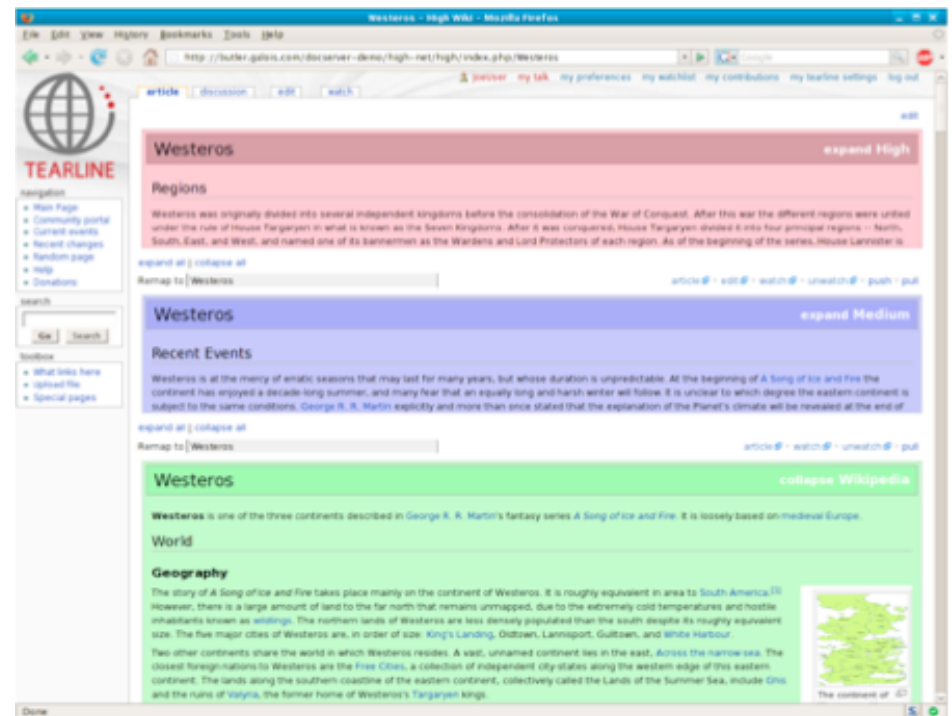 Westeros - High Wiki - Mozilla Firefox
File Edit View History Bookmarks Tools Help
http://butler.galois.com/docserver-demo/high-net/high/index.php/Westeros
Google
my talk my preferences my watchlist my contributions my tearline settings log out
article discussion edit watch
edit
TEARLINE
navigation
Main Page
Community portal
Current events
Recent changes
Random page
Help
Donations
search
Go Search
toolbox
What links here
Upload file
Special pages
Westeros expand High
Regions
Westeros was originally divided into several independent kingdoms before the consolidation of the War of Conquest. After this war the different regions were united
under the rule of House Targaryen in what is known as the Seven Kingdoms. After it was conquered, House Targaryen divided it into four principal regions -- North,
South, East, and West, and named one of its bannermen as the Wardens and Lord Protectors of each region. As of the beginning of the series, House Lannister is
expand all | collapse all
Remap to Westeros article - edit - watch - unwatch - push - pull
Westeros expand Medium
Recent Events
Westeros is at the mercy of erratic seasons that may last for many years, but whose duration is unpredictable. At the beginning of A Song of Ice and Fire the
continent has enjoyed a decade-long summer, and many fear that an equally long and harsh winter will follow. It is unclear to which degree the eastern continent is
subject to the same conditions. George R. R. Martin explicitly and more than once stated that the explanation of the Planet's climate will be revealed at the end of
expand all | collapse all
Remap to Westeros article - watch - unwatch - pull
Westeros collapse Wikipedia
Westeros is one of the three continents described in George R. R. Martin's fantasy series A Song of Ice and Fire. It is loosely based on medieval Europe.
World
Geography
The story of A Song of Ice and Fire takes place mainly on the continent of Westeros. It is roughly equivalent in area to South America.[1]
However, there is a large amount of land to the far north that remains unmapped, due to the extremely cold temperatures and hostile
inhabitants known as wildlings. The northern lands of Westeros are less densely populated than the south despite its roughly equivalent
size. The five major cities of Westeros are, in order of size: King's Landing, Oldtown, Lannisport, Gulltown, and White Harbour.
Two other continents share the world in which Westeros resides. A vast, unnamed continent lies in the east, Across the narrow sea. The
closest foreign nations to Westeros are the Free Cities, a collection of independent city-states along the western edge of this eastern
continent. The lands along the southern coastline of the eastern continent, collectively called the Lands of the Summer Sea, include Ghis
and the ruins of Valyria, the former home of Westeros's Targaryen kings.
The continent of
Done